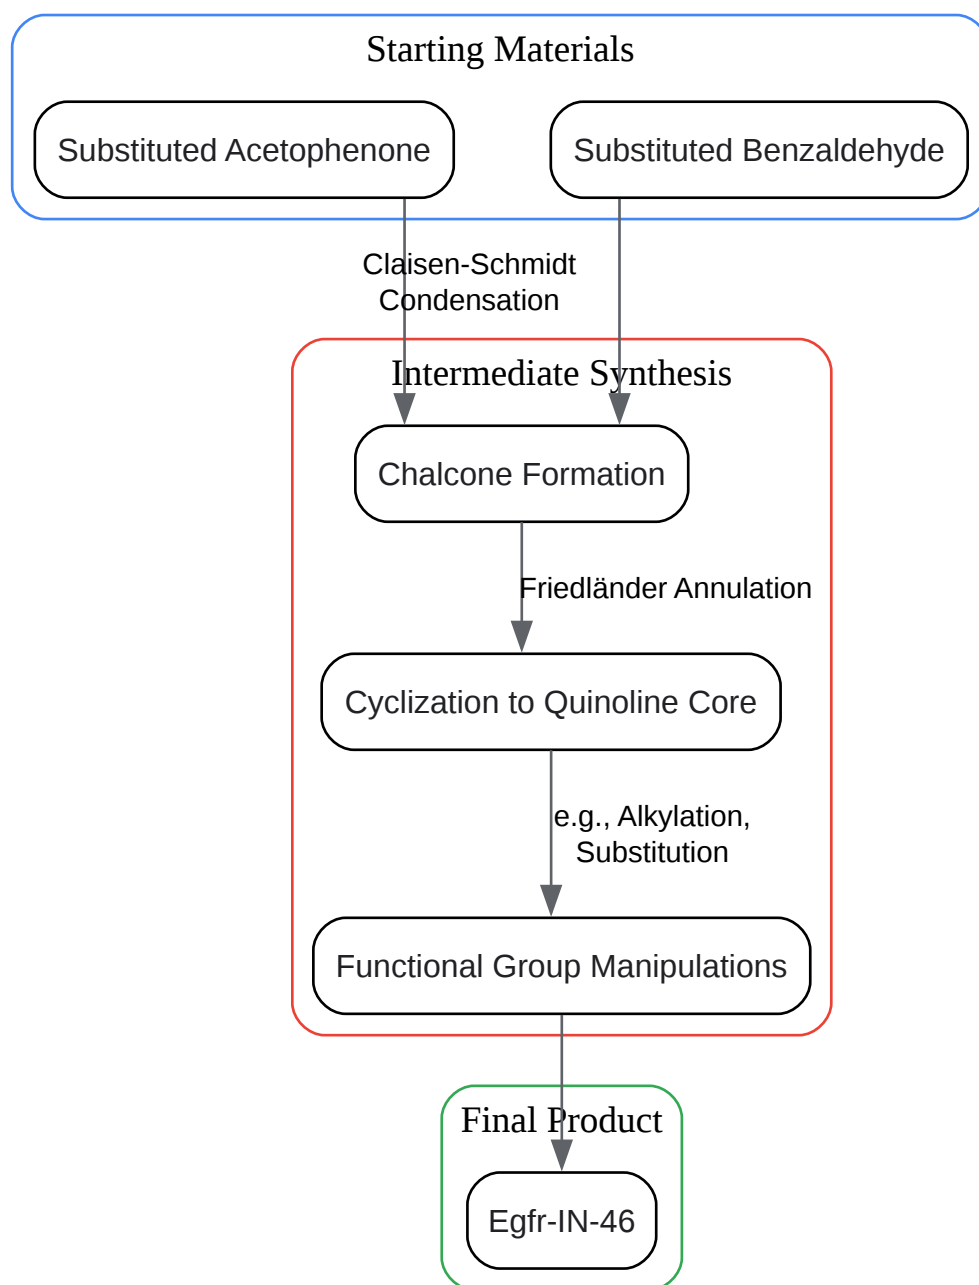 Starting Materials
Substituted Acetophenone
Substituted Benzaldehyde
Claisen-Schmidt
Condensation
Intermediate Synthesis
Chalcone Formation
Friedländer Annulation
Cyclization to Quinoline Core
e.g., Alkylation,
Substitution
Functional Group Manipulations
Final Product
Egfr-IN-46